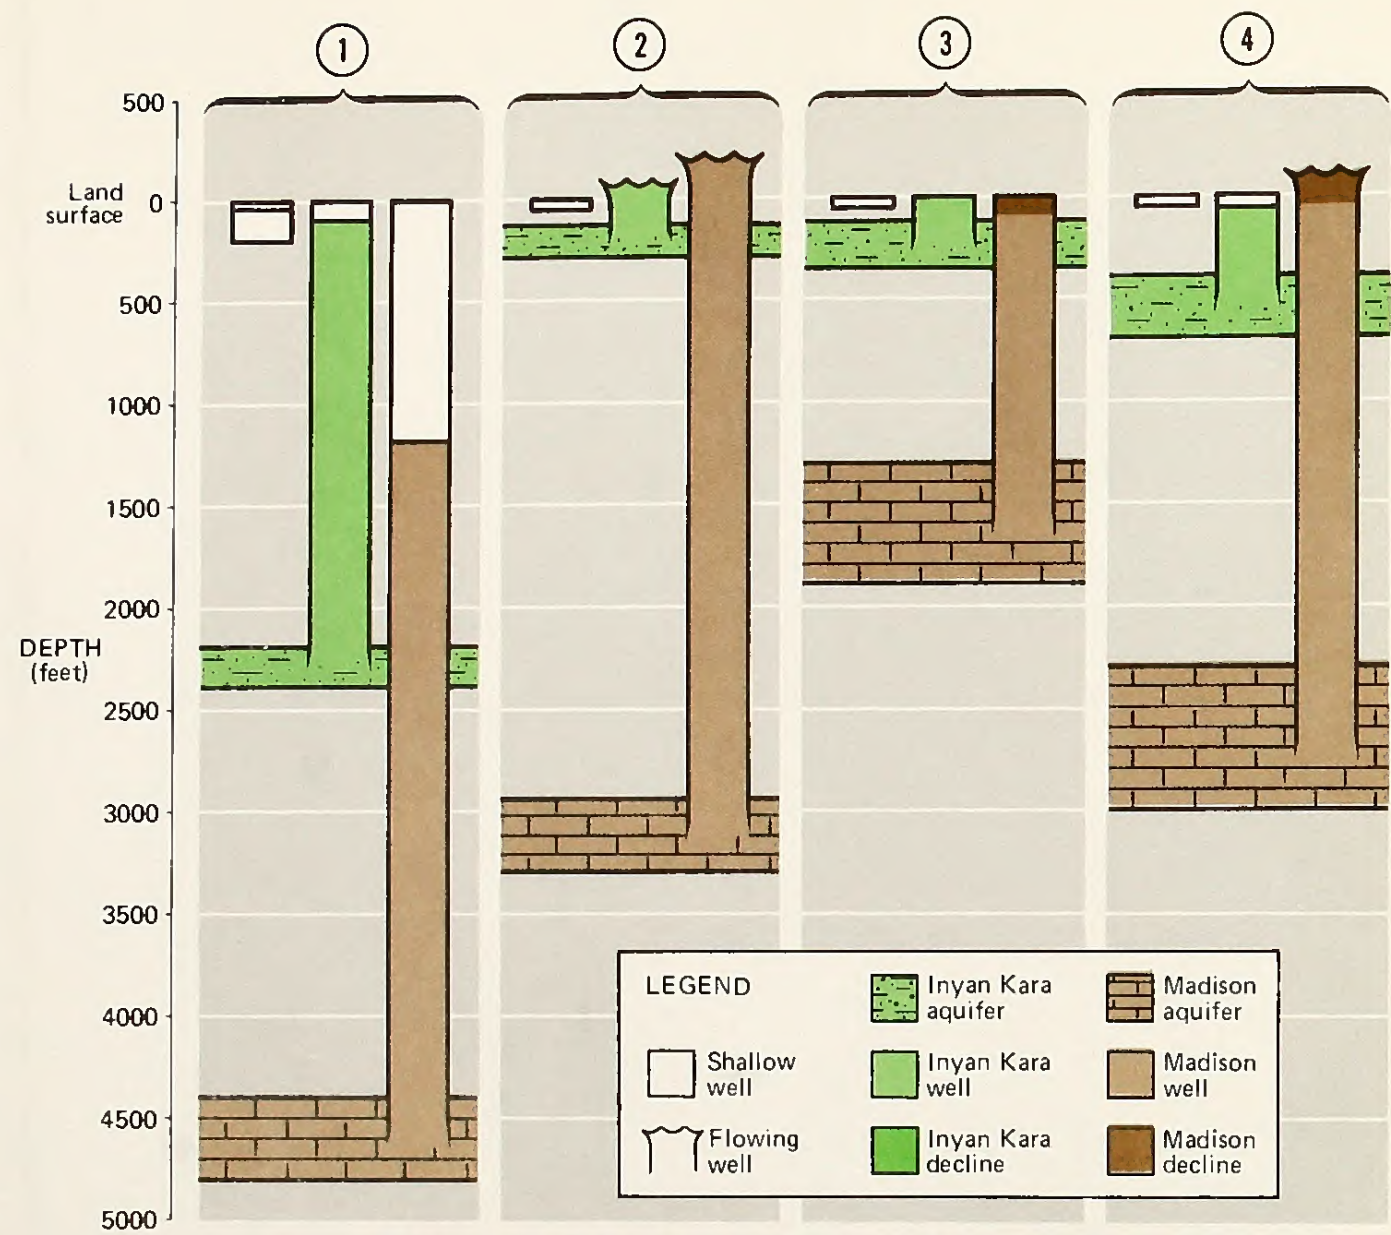 1
2
3
4
500
Land
surface
0
500
1000
1500
2000
DEPTH
(feet)
2500
3000
3500
4000
4500
5000
LEGEND
Shallow
well
Flowing
well
Inyan Kara
aquifer
Inyan Kara
well
Inyan Kara
decline
Madison
aquifer
Madison
well
Madison
decline